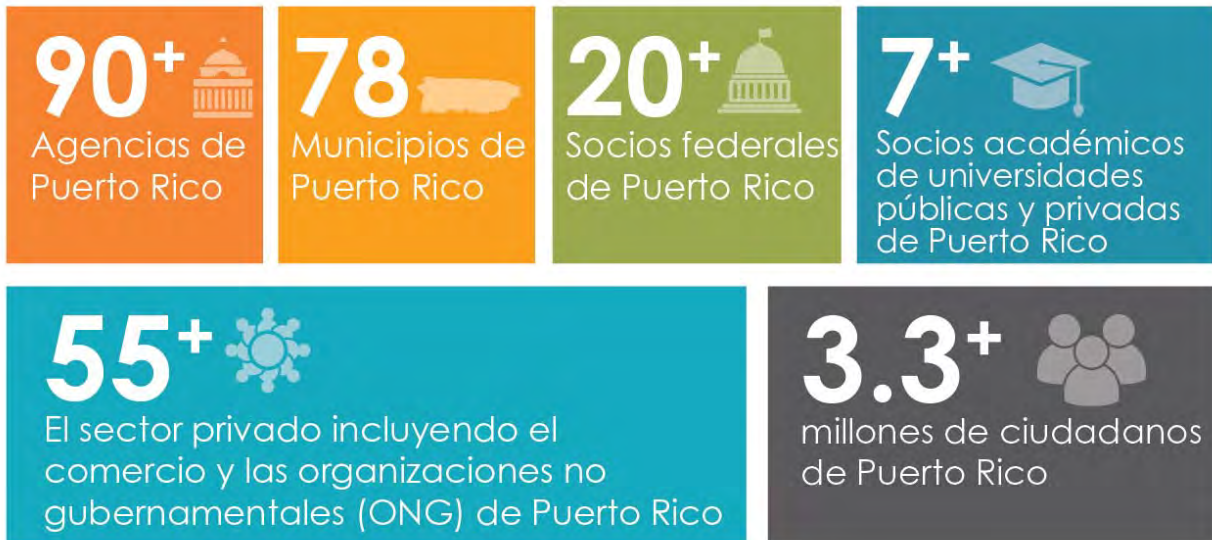 90+
Agencias de
Puerto Rico
78
Municipios de
Puerto Rico
20+
Socios federales
de Puerto Rico
7+
Socios académicos
de universidades
públicas y privadas
de Puerto Rico
55+
El sector privado incluyendo el
comercio y las organizaciones no
gubernamentales (ONG) de Puerto Rico
3.3+
millones de ciudadanos
de Puerto Rico